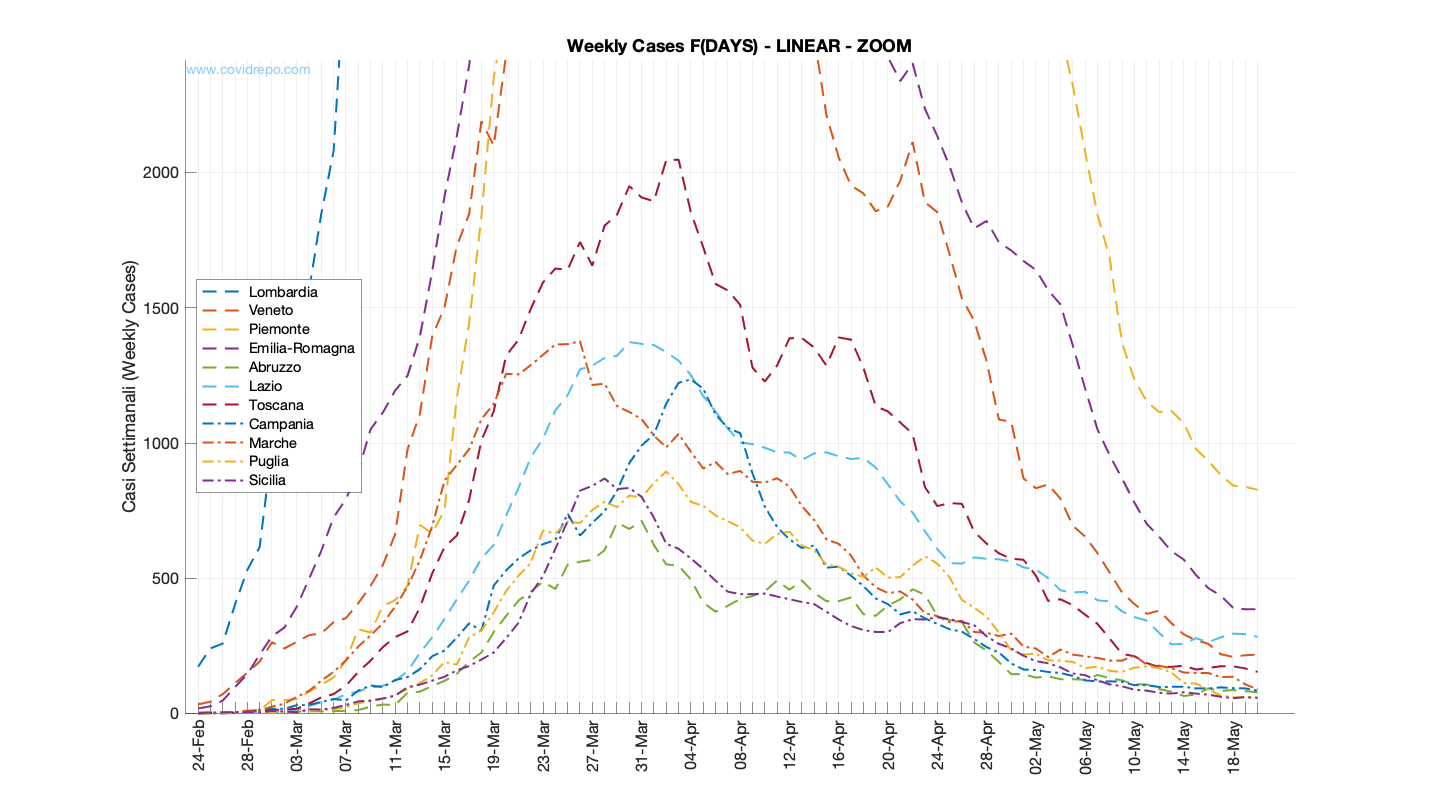 Weekly Cases F(DAYS) - LINEAR - ZOOM
www.covidrepo.com
Casi Settimanali (Weekly Cases)
2000
1500
1000
500
0
Lombardia
Veneto
Piemonte
Emilia-Romagna
Abruzzo
Lazio
Toscana
Campania
Marche
Puglia
Sicilia
24-Feb
28-Feb
03-Mar
07-Mar
11-Mar
15-Mar
19-Mar
23-Mar
27-Mar
31-Mar
04-Apr
08-Apr
12-Apr
16-Apr
20-Apr
24-Apr
28-Apr
02-May
06-May
10-May
14-May
18-May